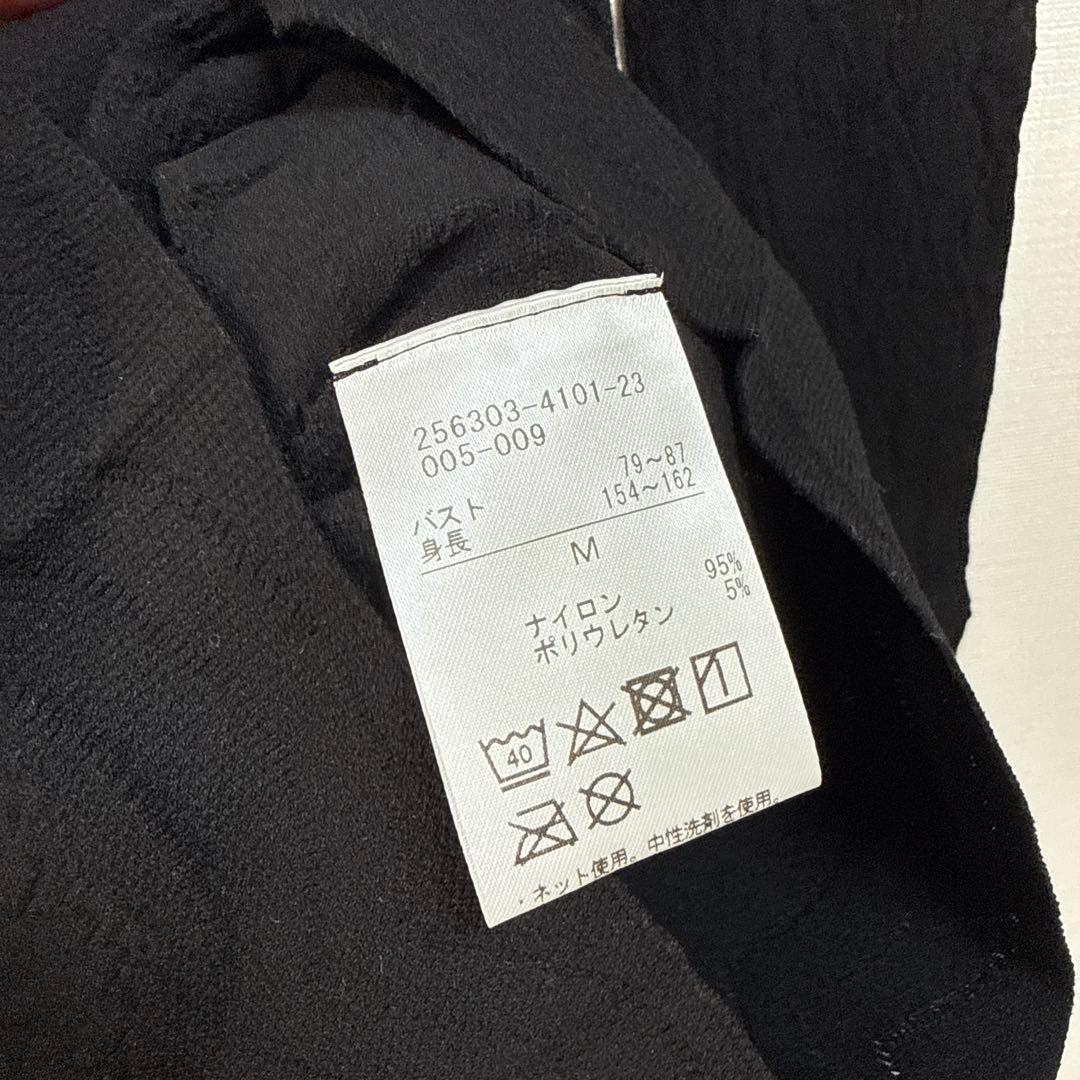 256303-4101-23
005-009
バスト 79～87
身長 154～162
M
ナイロン 95%
ポリウレタン 5%
40
・ネット使用。中性洗剤を使用。